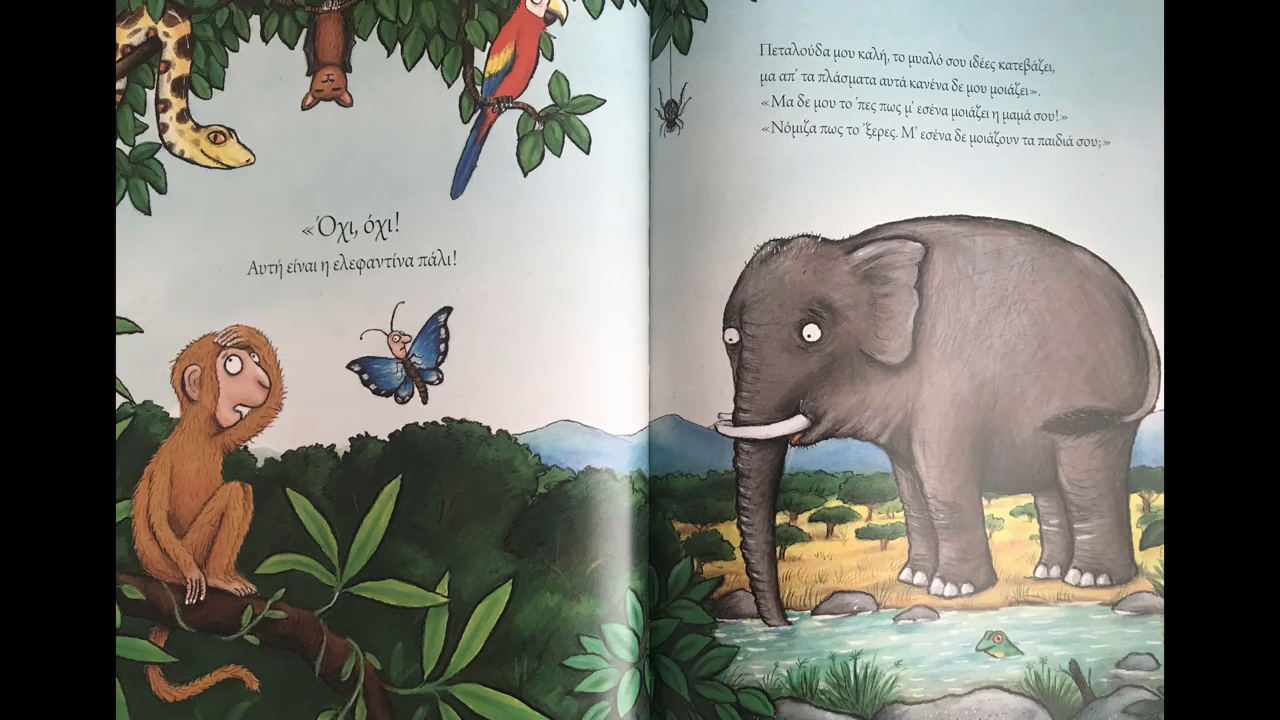 «Όχι, όχι!
Αυτή είναι η ελεφαντίνα πάλι!
Πεταλούδα μου καλή, το μυαλό σου ιδέες κατεβάζει,
μα απ' τα πλάσματα αυτά κανένα δε μου μοιάζει».
«Μα δε μου το 'πες πως μ' εσένα μοιάζει η μαμά σου!»
«Νόμιζα πως το 'ξερες. Μ' εσένα δε μοιάζουν τα παιδιά σου;»